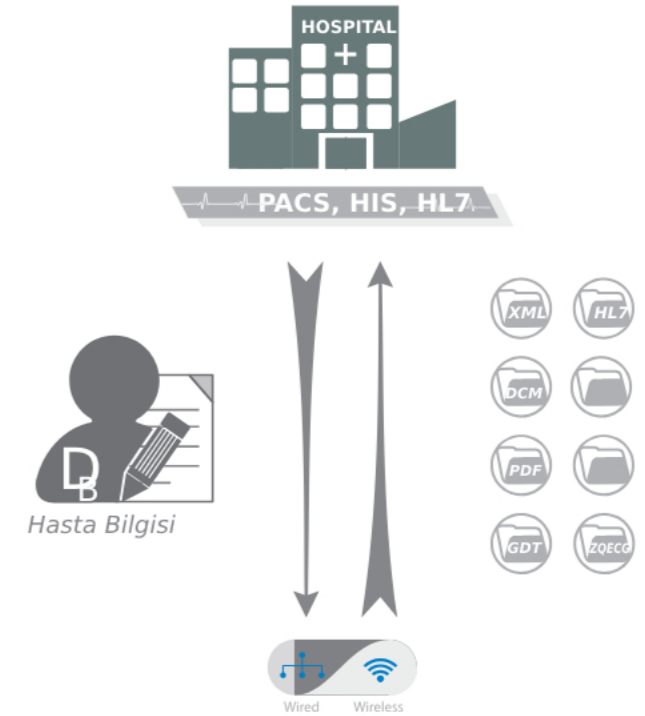 HOSPITAL
PACS, HIS, HL7
XML
HL7
DCM
PDF
DB
Hasta Bilgisi
GDT
ZQECG
Wired
Wireless